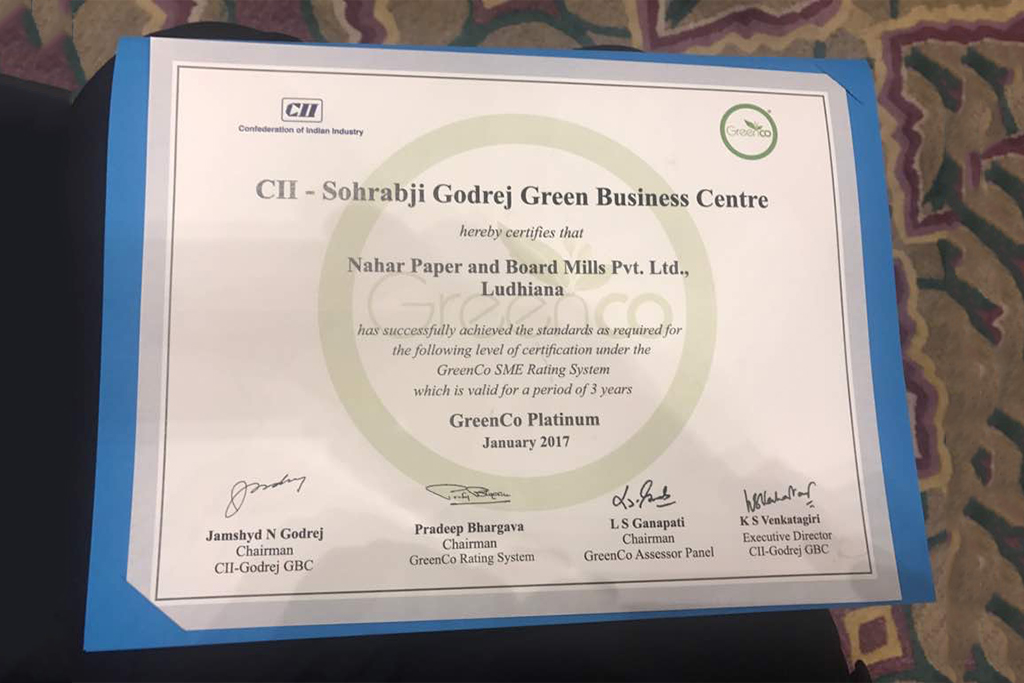 CII
Confederation of Indian Industry
Greenco
CII - Sohrabji Godrej Green Business Centre
hereby certifies that
Nahar Paper and Board Mills Pvt. Ltd.,
Ludhiana
Greenco
has successfully achieved the standards as required for
the following level of certification under the
GreenCo SME Rating System
which is valid for a period of 3 years
GreenCo Platinum
January 2017
Jamshyd N Godrej
Chairman
CII-Godrej GBC
Pradeep Bhargava
Chairman
GreenCo Rating System
L S Ganapati
Chairman
GreenCo Assessor Panel
K S Venkatagiri
Executive Director
CII-Godrej GBC